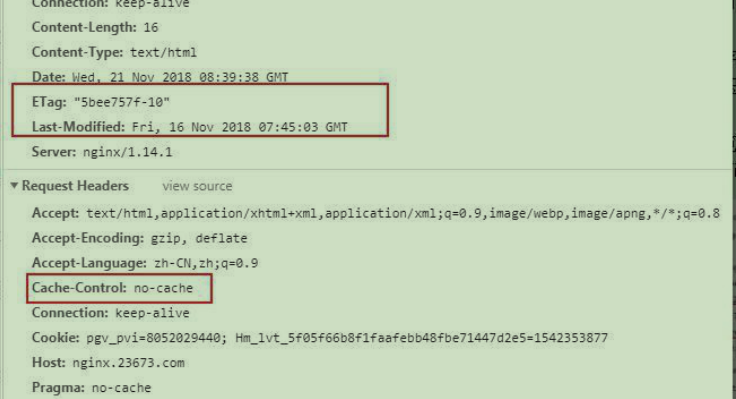 Connection: keep-alive
Content-Length: 16
Content-Type: text/html
Date: Wed, 21 Nov 2018 08:39:38 GMT
ETag: "5bee757f-10"
Last-Modified: Fri, 16 Nov 2018 07:45:03 GMT
Server: nginx/1.14.1
▼ Request Headers view source
Accept: text/html,application/xhtml+xml,application/xml;q=0.9,image/webp,image/apng,*/*;q=0.8
Accept-Encoding: gzip, deflate
Accept-Language: zh-CN,zh;q=0.9
Cache-Control: no-cache
Connection: keep-alive
Cookie: pgv_pvi=8052029440; Hm_lvt_5f05f66b8f1faafebb48fbe71447d2e5=1542353877
Host: nginx.23673.com
Pragma: no-cache